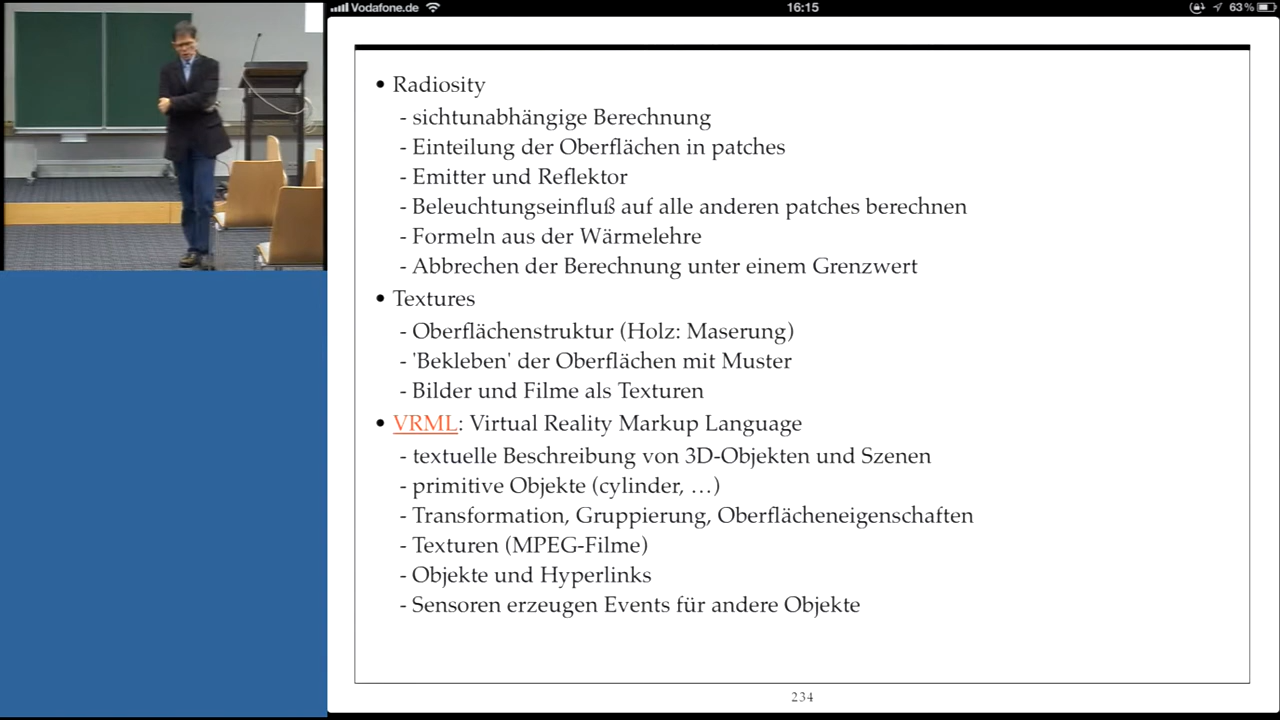 Vodafone.de
16:15
63 %
• Radiosity
- sichtunabhängige Berechnung
- Einteilung der Oberflächen in patches
- Emitter und Reflektor
- Beleuchtungseinfluß auf alle anderen patches berechnen
- Formeln aus der Wärmelehre
- Abbrechen der Berechnung unter einem Grenzwert
• Textures
- Oberflächenstruktur (Holz: Maserung)
- 'Bekleben' der Oberflächen mit Muster
- Bilder und Filme als Texturen
• VRML: Virtual Reality Markup Language
- textuelle Beschreibung von 3D-Objekten und Szenen
- primitive Objekte (cylinder, …)
- Transformation, Gruppierung, Oberflächeneigenschaften
- Texturen (MPEG-Filme)
- Objekte und Hyperlinks
- Sensoren erzeugen Events für andere Objekte
234